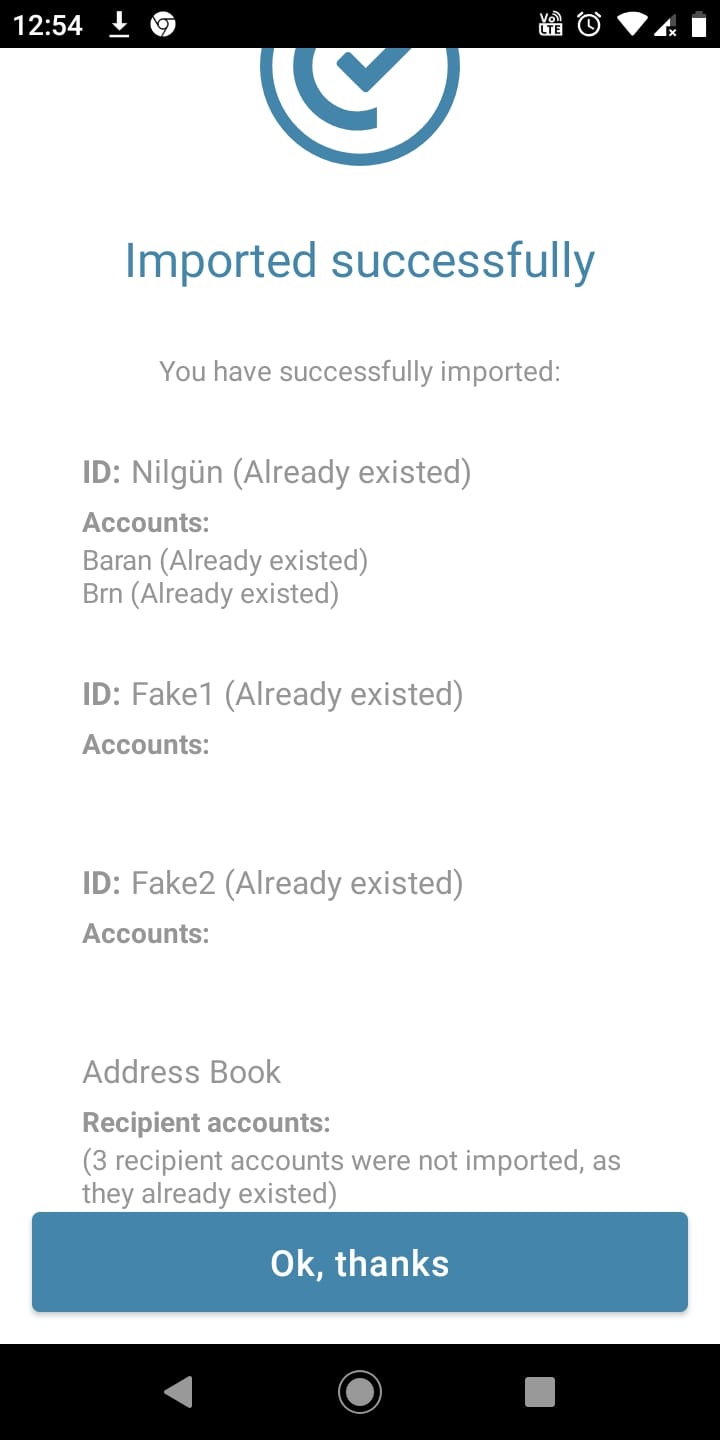 12:54
Vo))
LTE
Imported successfully
You have successfully imported:
ID: Nilgün (Already existed)
Accounts:
Baran (Already existed)
Brn (Already existed)
ID: Fake1 (Already existed)
Accounts:
ID: Fake2 (Already existed)
Accounts:
Address Book
Recipient accounts:
(3 recipient accounts were not imported, as
they already existed)
Ok, thanks